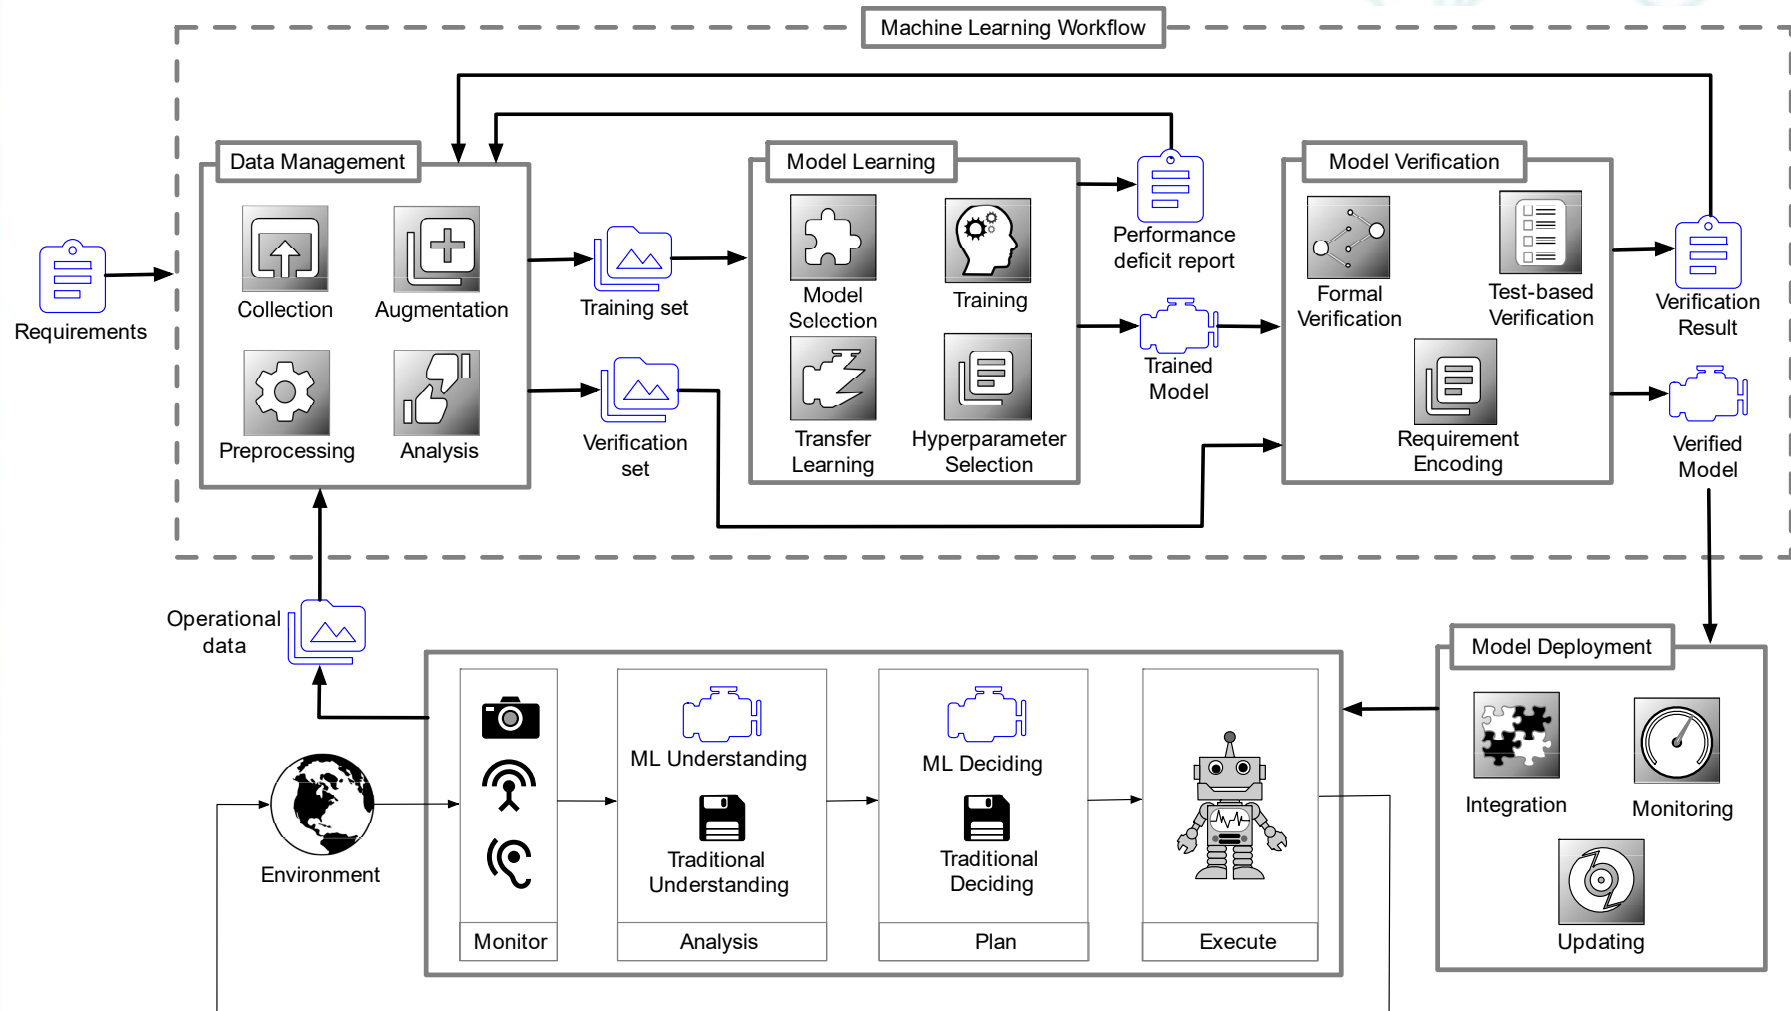 Machine Learning Workflow
Data Management
Model Learning
Model Verification
Collection
Augmentation
Preprocessing
Analysis
Requirements
Training set
Verification
set
Model
Selection
Training
Transfer
Learning
Hyperparameter
Selection
Performance
deficit report
Trained
Model
Formal
Verification
Test-based
Verification
Requirement
Encoding
Verification
Result
Verified
Model
Operational
data
Environment
ML Understanding
Traditional
Understanding
ML Deciding
Traditional
Deciding
Monitor
Analysis
Plan
Execute
Model Deployment
Integration
Monitoring
Updating